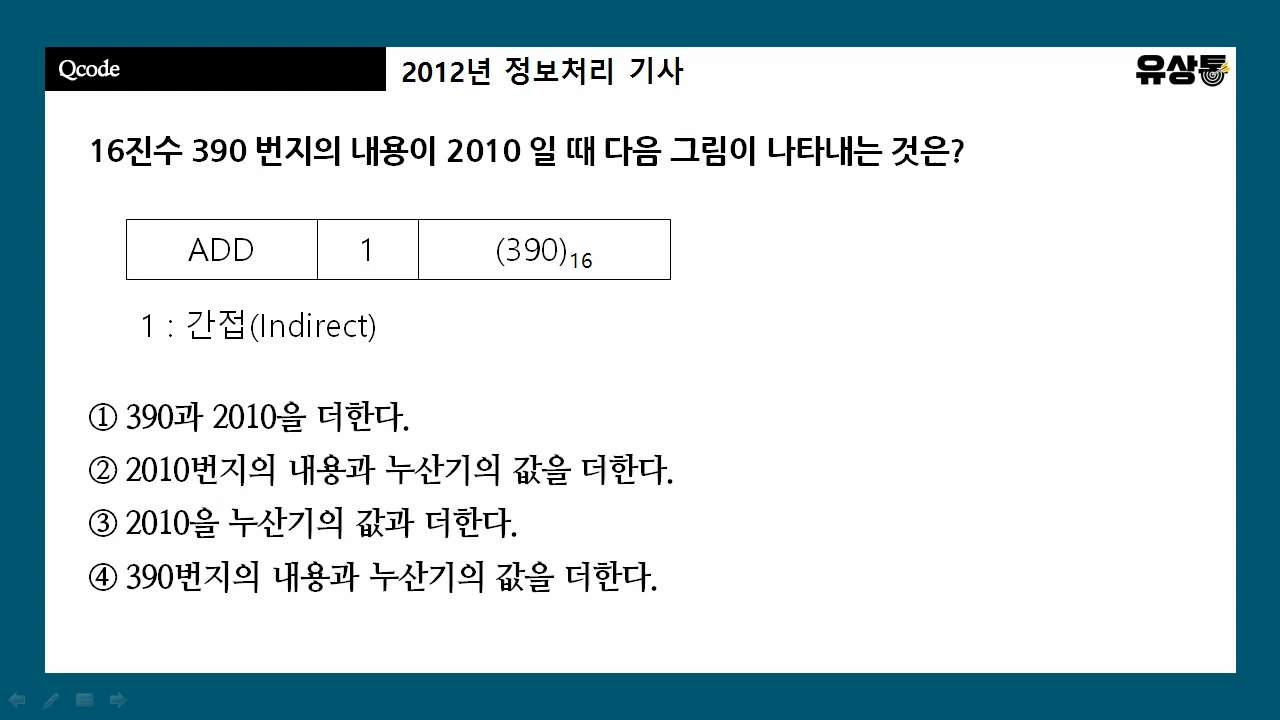 Qcode
2012년 정보처리 기사
유상통
16진수 390 번지의 내용이 2010 일 때 다음 그림이 나타내는 것은?
ADD 1 (390)₁₆
1 : 간접(Indirect)
① 390과 2010을 더한다.
② 2010번지의 내용과 누산기의 값을 더한다.
③ 2010을 누산기의 값과 더한다.
④ 390번지의 내용과 누산기의 값을 더한다.